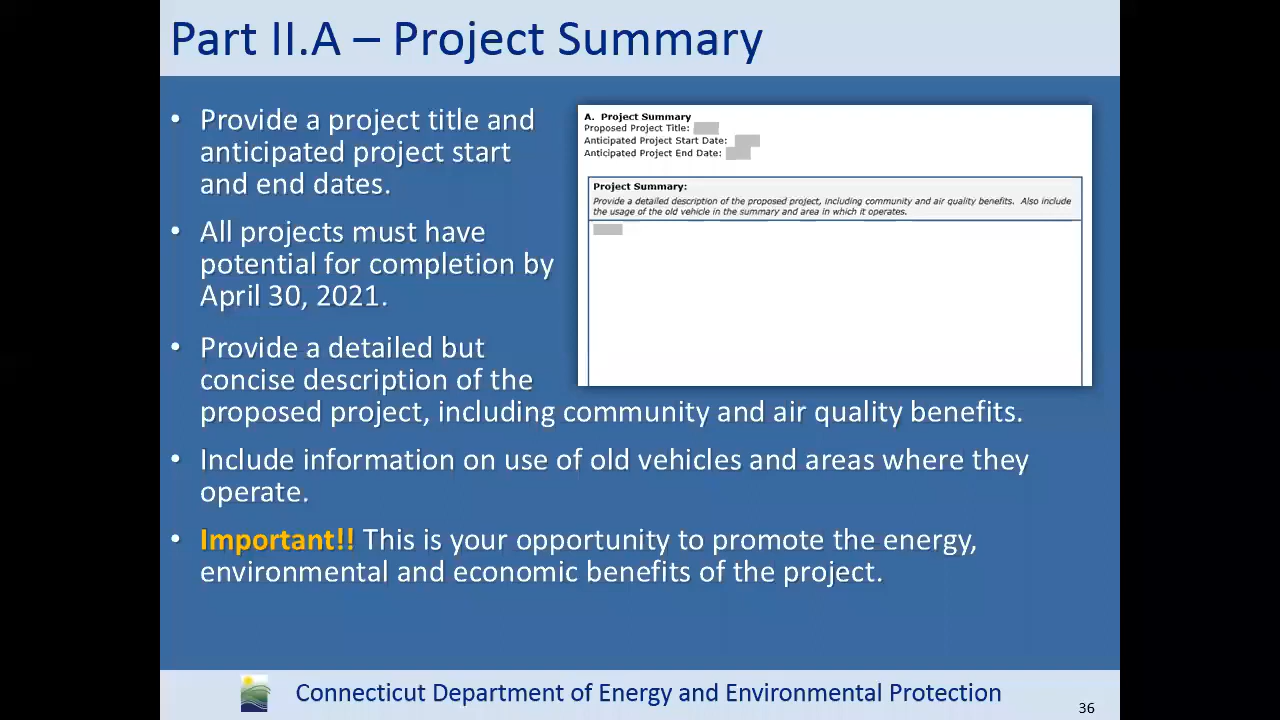 Part II.A – Project Summary
• Provide a project title and
anticipated project start
and end dates.
• All projects must have
potential for completion by
April 30, 2021.
• Provide a detailed but
concise description of the
proposed project, including community and air quality benefits.
• Include information on use of old vehicles and areas where they
operate.
• Important!! This is your opportunity to promote the energy,
environmental and economic benefits of the project.
A. Project Summary
Proposed Project Title:
Anticipated Project Start Date:
Anticipated Project End Date:
Project Summary:
Provide a detailed description of the proposed project, including community and air quality benefits. Also include
the usage of the old vehicle in the summary and area in which it operates.
Connecticut Department of Energy and Environmental Protection
36